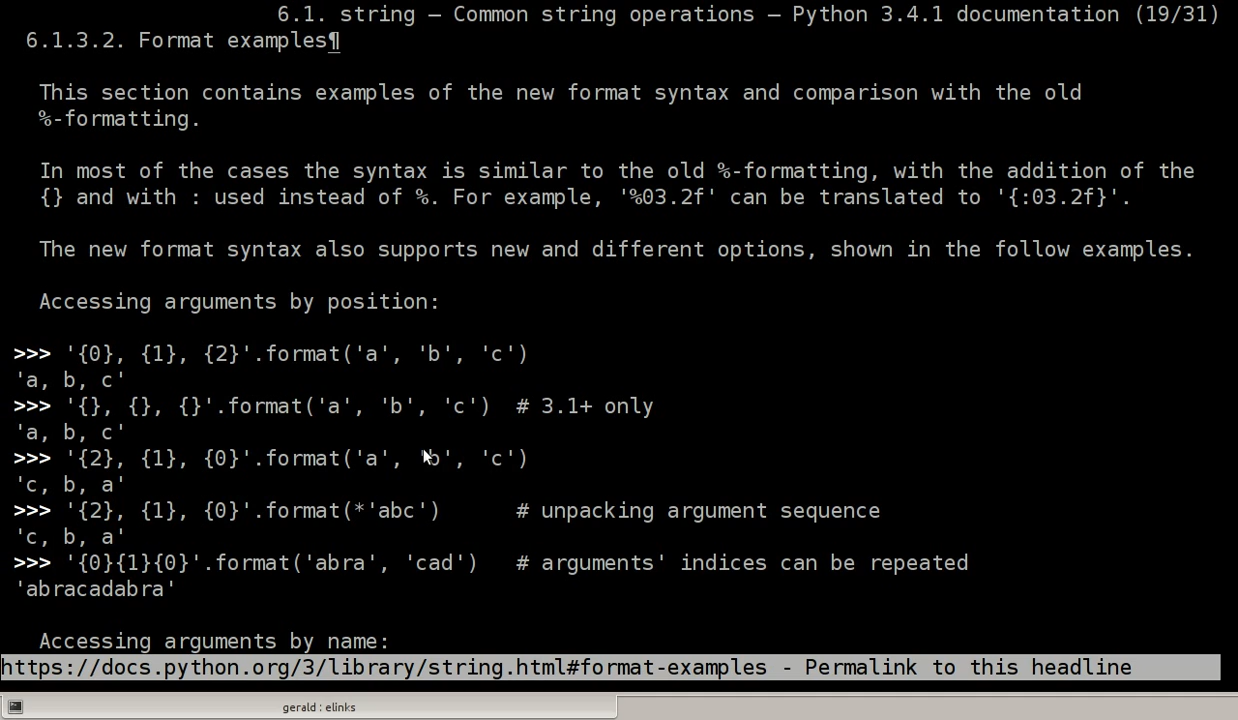 6.1. string — Common string operations — Python 3.4.1 documentation (19/31)
6.1.3.2. Format examples¶
This section contains examples of the new format syntax and comparison with the old
%-formatting.
In most of the cases the syntax is similar to the old %-formatting, with the addition of the
{} and with : used instead of %. For example, '%03.2f' can be translated to '{:03.2f}'.
The new format syntax also supports new and different options, shown in the follow examples.
Accessing arguments by position:
>>> '{0}, {1}, {2}'.format('a', 'b', 'c')
'a, b, c'
>>> '{}, {}, {}'.format('a', 'b', 'c')  # 3.1+ only
'a, b, c'
>>> '{2}, {1}, {0}'.format('a', 'b', 'c')
'c, b, a'
>>> '{2}, {1}, {0}'.format(*'abc')      # unpacking argument sequence
'c, b, a'
>>> '{0}{1}{0}'.format('abra', 'cad')   # arguments' indices can be repeated
'abracadabra'
Accessing arguments by name:
https://docs.python.org/3/library/string.html#format-examples - Permalink to this headline
gerald : elinks